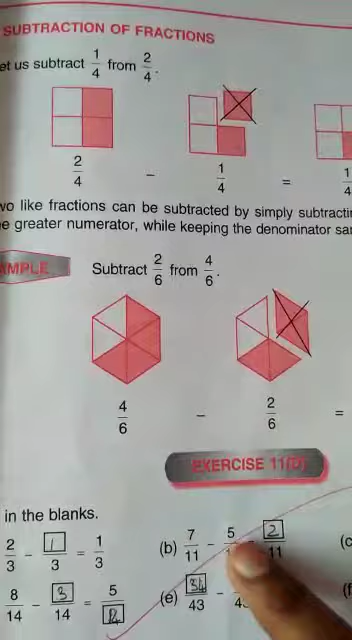 SUBTRACTION OF FRACTIONS
et us subtract 1/4 from 2/4.
2/4 - 1/4 = 1/4
wo like fractions can be subtracted by simply subtractin
e greater numerator, while keeping the denominator sa
AMPLE Subtract 2/6 from 4/6.
4/6 - 2/6 =
EXERCISE 11(D)
in the blanks.
2/3 - 1/3 = 1/3 (b) 7/11 - 5/ 2/11 (c
8/14 - 3/14 = 5/ (e) 43 - (f